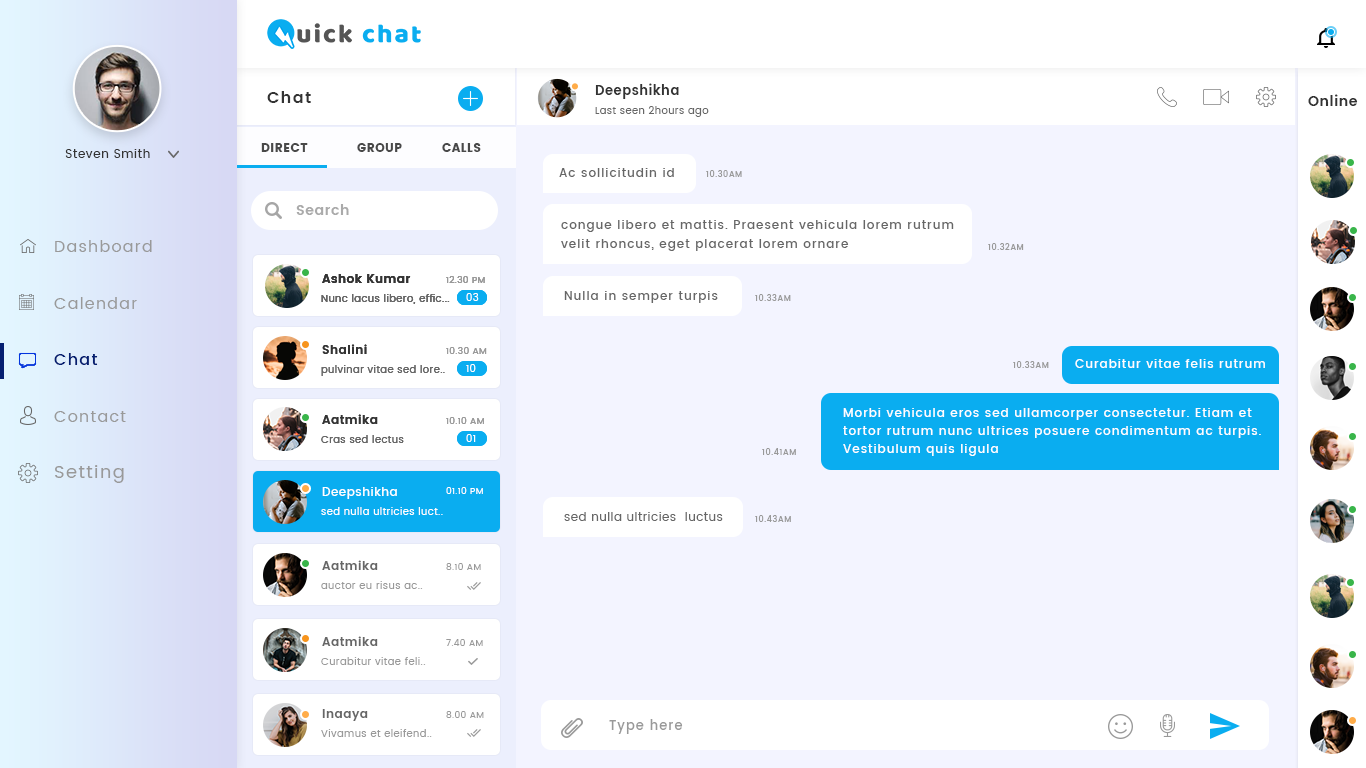 Quick chat
Steven Smith
Dashboard
Calendar
Chat
Contact
Setting
Chat
DIRECT GROUP CALLS
Search
Ashok Kumar 12.30 PM
Nunc lacus libero, effic... 03
Shalini 10.30 AM
pulvinar vitae sed lore.. 10
Aatmika 10.10 AM
Cras sed lectus 01
Deepshikha 01.10 PM
sed nulla ultricies luct..
Aatmika 8.10 AM
auctor eu risus ac..
Aatmika 7.40 AM
Curabitur vitae feli..
Inaaya 8.00 AM
Vivamus et eleifend..
Deepshikha
Last seen 2hours ago
Ac sollicitudin id 10.30AM
congue libero et mattis. Praesent vehicula lorem rutrum
velit rhoncus, eget placerat lorem ornare 10.32AM
Nulla in semper turpis 10.33AM
10.33AM Curabitur vitae felis rutrum
Morbi vehicula eros sed ullamcorper consectetur. Etiam et
tortor rutrum nunc ultrices posuere condimentum ac turpis.
Vestibulum quis ligula
10.41AM
sed nulla ultricies luctus 10.43AM
Type here
Online